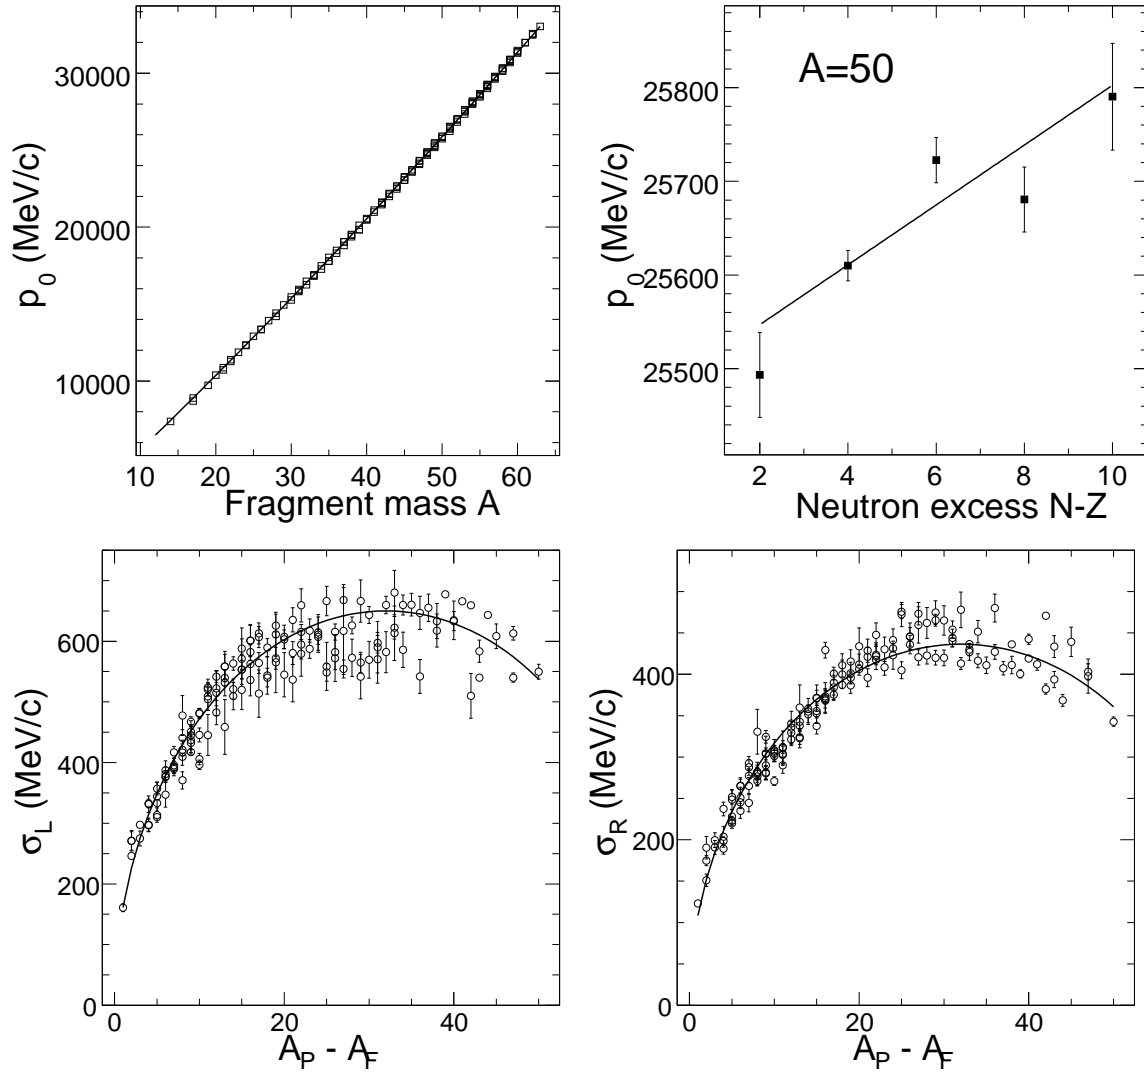 30000
20000
10000
p0 (MeV/c)
10 20 30 40 50 60
Fragment mass A
A=50
25800
25700
25600
25500
p0 (MeV/c)
2 4 6 8 10
Neutron excess N-Z
600
400
200
0
σL (MeV/c)
0 20 40
AP - AF
400
200
0
σR (MeV/c)
0 20 40
AP - AF